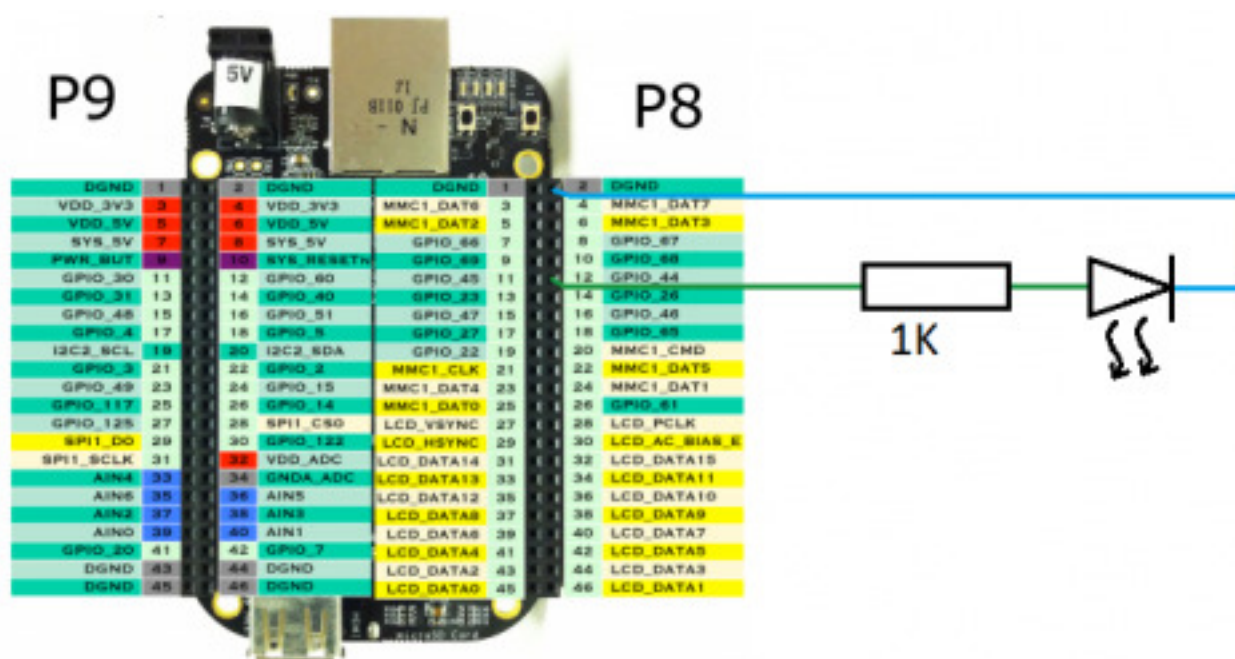 P9
5V
P8
DGND 1 2 DGND DGND 1 2 DGND
VDD_3V3 3 4 VDD_3V3 MMC1_DAT6 3 4 MMC1_DAT7
VDD_5V 5 6 VDD_5V MMC1_DAT2 5 6 MMC1_DAT3
SYS_5V 7 8 SYS_5V GPIO_66 7 8 GPIO_67
PWR_BUT 9 10 SYS_RESETn GPIO_69 9 10 GPIO_68
GPIO_30 11 12 GPIO_60 GPIO_45 11 12 GPIO_44
GPIO_31 13 14 GPIO_40 GPIO_23 13 14 GPIO_26
GPIO_48 15 16 GPIO_51 GPIO_47 15 16 GPIO_46
GPIO_4 17 18 GPIO_5 GPIO_27 17 18 GPIO_65
I2C2_SCL 19 20 I2C2_SDA GPIO_22 19 20 MMC1_CMD
GPIO_3 21 22 GPIO_2 MMC1_CLK 21 22 MMC1_DAT5
GPIO_49 23 24 GPIO_15 MMC1_DAT4 23 24 MMC1_DAT1
GPIO_117 25 26 GPIO_14 MMC1_DAT0 25 26 GPIO_61
GPIO_125 27 28 SPI1_CS0 LCD_VSYNC 27 28 LCD_PCLK
SPI1_D0 29 30 GPIO_122 LCD_HSYNC 29 30 LCD_AC_BIAS_E
SPI1_SCLK 31 32 VDD_ADC LCD_DATA14 31 32 LCD_DATA15
AIN4 33 34 GNDA_ADC LCD_DATA13 33 34 LCD_DATA11
AIN6 35 36 AIN5 LCD_DATA12 35 36 LCD_DATA10
AIN2 37 38 AIN3 LCD_DATA8 37 38 LCD_DATA9
AIN0 39 40 AIN1 LCD_DATA6 39 40 LCD_DATA7
GPIO_20 41 42 GPIO_7 LCD_DATA4 41 42 LCD_DATA5
DGND 43 44 DGND LCD_DATA2 43 44 LCD_DATA3
DGND 45 46 DGND LCD_DATA0 45 46 LCD_DATA1
1K
microSD Card